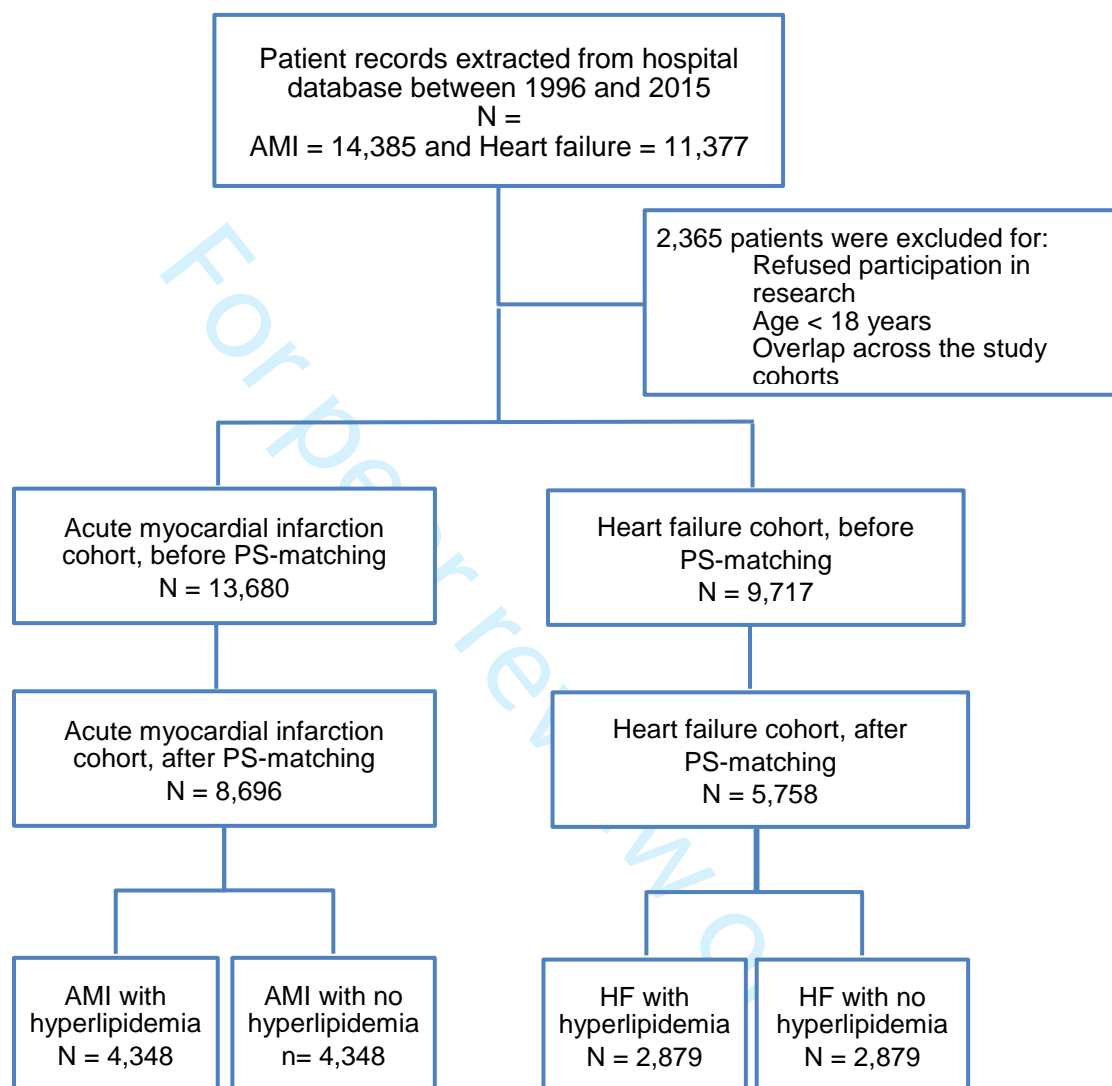 Patient records extracted from hospital
database between 1996 and 2015
N =
AMI = 14,385 and Heart failure = 11,377
2,365 patients were excluded for:
Refused participation in
research
Age < 18 years
Overlap across the study
cohorts
For peer review o
Acute myocardial infarction
cohort, before PS-matching
N = 13,680
Heart failure cohort, before
PS-matching
N = 9,717
Acute myocardial infarction
cohort, after PS-matching
N = 8,696
Heart failure cohort, after
PS-matching
N = 5,758
AMI with
hyperlipidemia
N = 4,348
AMI with no
hyperlipidemia
n= 4,348
HF with
hyperlipidemia
N = 2,879
HF with no
hyperlipidemia
N = 2,879